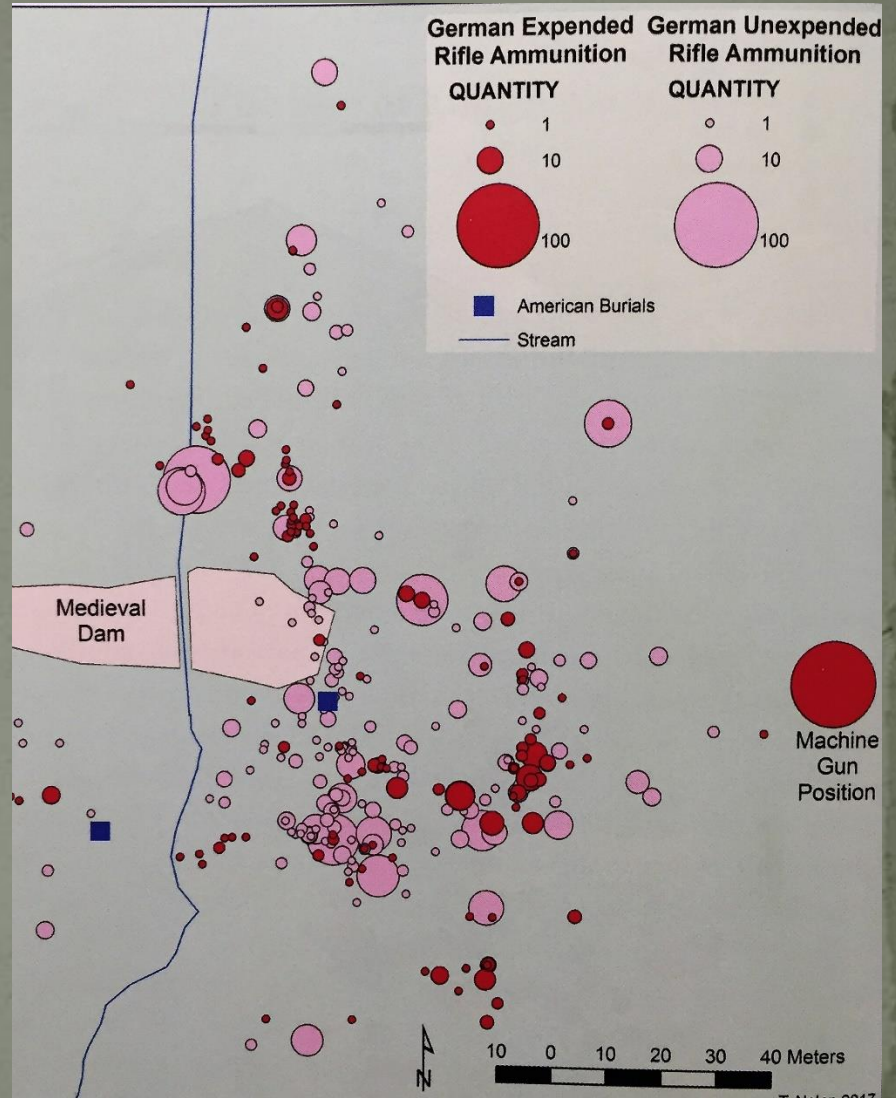 German Expended
Rifle Ammunition
QUANTITY
1
10
100
German Unexpended
Rifle Ammunition
QUANTITY
1
10
100
American Burials
Stream
Medieval
Dam
Machine
Gun
Position
N
10 0 10 20 30 40 Meters